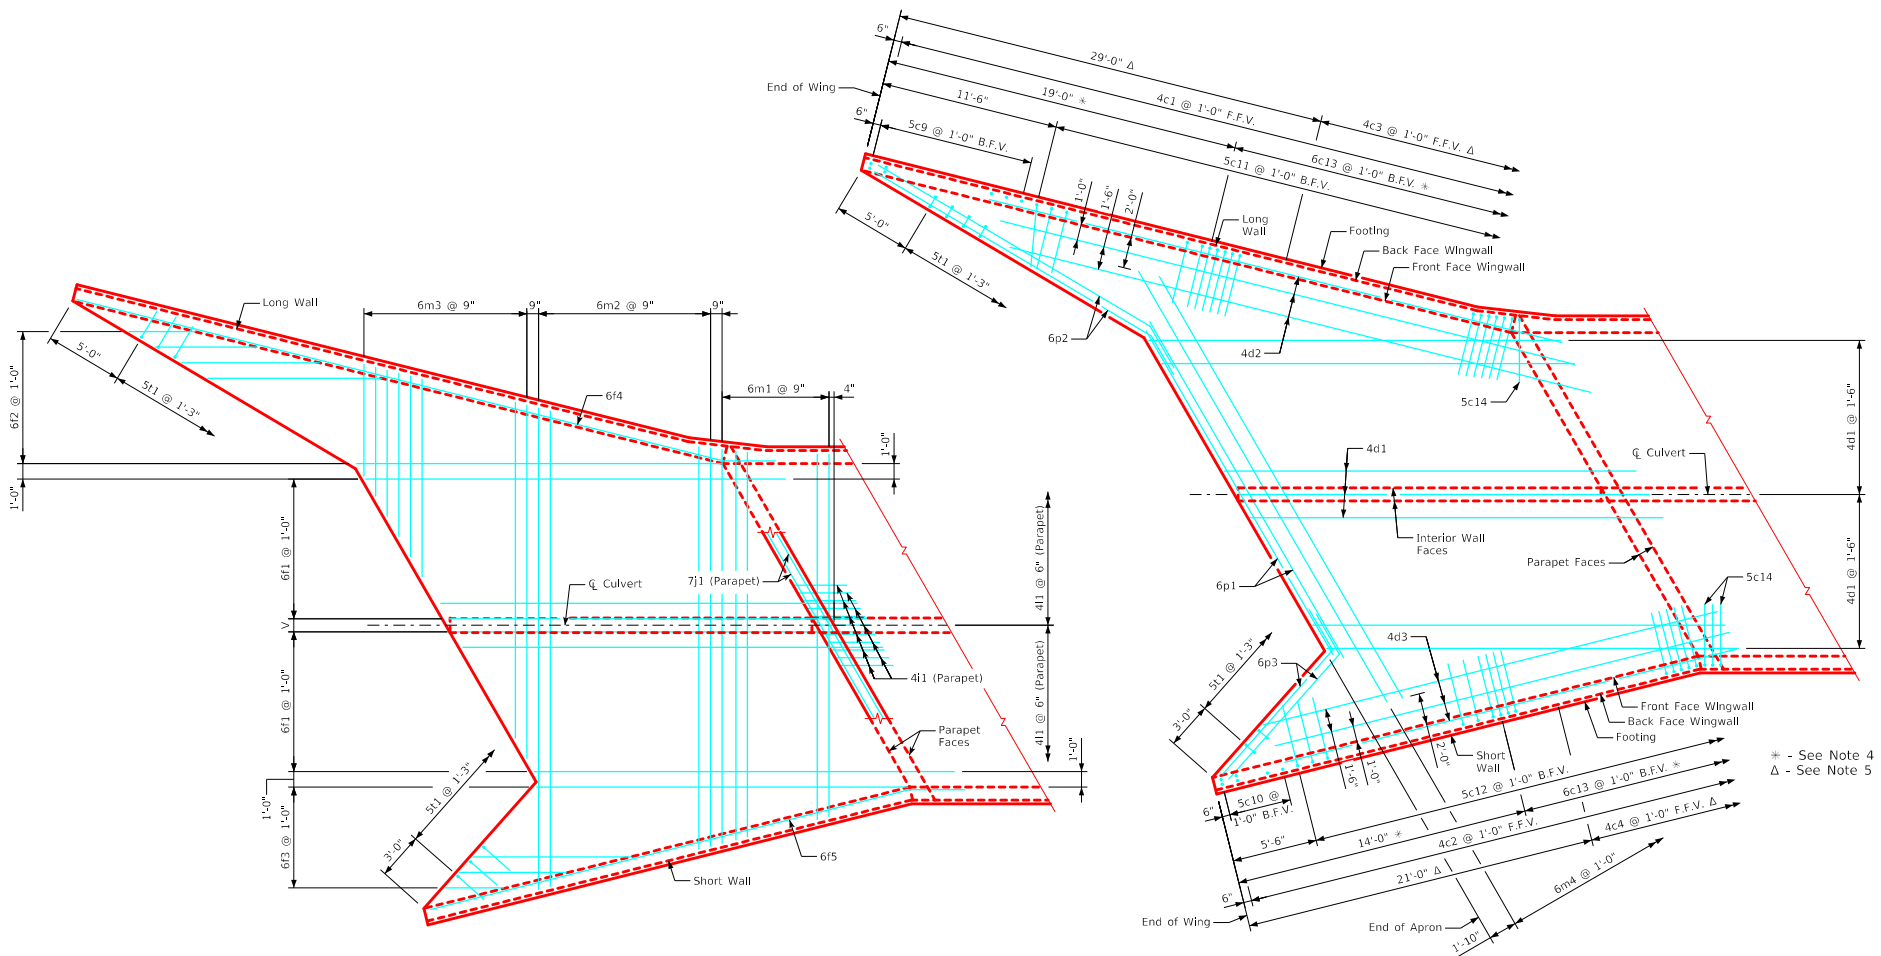 Long Wall
6m3 @ 9"
9"
6m2 @ 9"
9"
6m1 @ 9"
4"
5'-0"
5t1 @ 1'-3"
6f2 @ 1'-0"
1'-0"
6f4
1'-0"
6f1 @ 1'-0"
℄ Culvert
7j1 (Parapet)
4l1 @ 6" (Parapet)
V
6f1 @ 1'-0"
4i1 (Parapet)
4l1 @ 6" (Parapet)
Parapet
Faces
1'-0"
1'-0"
5t1 @ 1'-3"
3'-0"
6f3 @ 1'-0"
6f5
Short Wall
6"
29'-0" Δ
End of Wing
4c1 @ 1'-0" F.F.V.
4c3 @ 1'-0" F.F.V. Δ
19'-0" ✳
6c13 @ 1'-0" B.F.V. ✳
11'-6"
5c11 @ 1'-0" B.F.V.
6"
5c9 @ 1'-0" B.F.V.
1'-0"
1'-6"
2'-0"
Long
Wall
Footing
Back Face Wingwall
Front Face Wingwall
5'-0"
5t1 @ 1'-3"
6p2
4d2
5c14
4d1 @ 1'-6"
4d1
℄ Culvert
Interior Wall
Faces
Parapet Faces
4d1 @ 1'-6"
6p1
5c14
4d3
6p3
5t1 @ 1'-3"
3'-0"
Front Face Wingwall
Back Face Wingwall
Footing
Short
Wall
2'-0"
1'-0"
1'-6"
✳ - See Note 4
Δ - See Note 5
6"
5c10 @
1'-0" B.F.V.
5c12 @ 1'-0" B.F.V.
5'-6"
6c13 @ 1'-0" B.F.V. ✳
14'-0" ✳
4c2 @ 1'-0" F.F.V.
4c4 @ 1'-0" F.F.V. Δ
21'-0" Δ
6"
End of Wing
End of Apron
6m4 @ 1'-0"
1'-10"